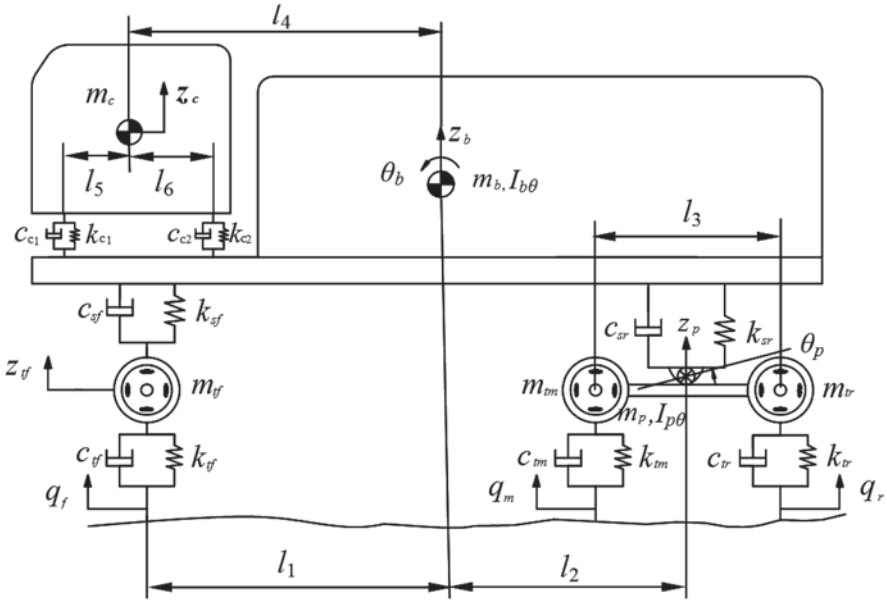 l4
mc zc
zb
θb mb,Ibθ
l5 l6
l3
cc1 kc1 cc2 kc2
csf ksf
csr zp ksr
θp
ztf mtf
mtm mtr
mp,Ipθ
ctf ktf ctm ktm ctr ktr
qf qm qr
l1 l2